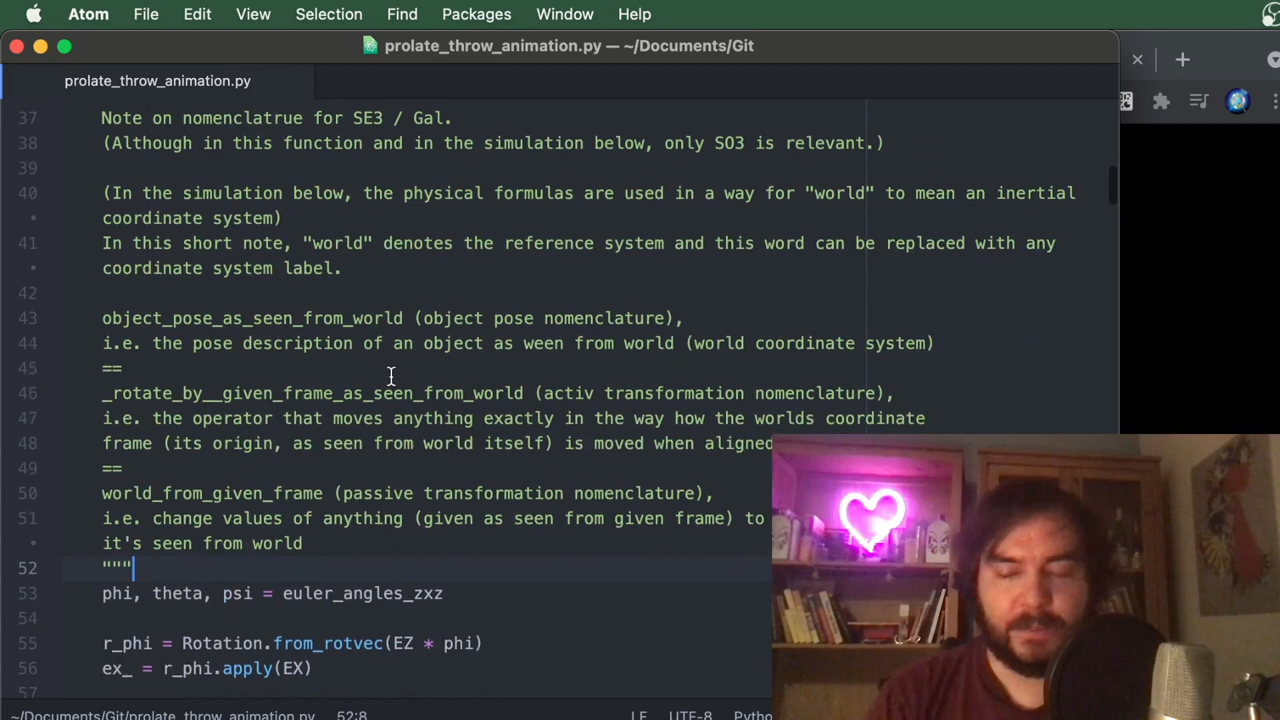 Atom File Edit View Selection Find Packages Window Help
prolate_throw_animation.py — ~/Documents/Git
prolate_throw_animation.py
37 Note on nomenclatrue for SE3 / Gal.
38 (Although in this function and in the simulation below, only SO3 is relevant.)
39
40 (In the simulation below, the physical formulas are used in a way for "world" to mean an inertial
coordinate system)
41 In this short note, "world" denotes the reference system and this word can be replaced with any
coordinate system label.
42
43 object_pose_as_seen_from_world (object pose nomenclature),
44 i.e. the pose description of an object as ween from world (world coordinate system)
45 ==
46 _rotate_by__given_frame_as_seen_from_world (activ transformation nomenclature),
47 i.e. the operator that moves anything exactly in the way how the worlds coordinate
48 frame (its origin, as seen from world itself) is moved when aligned
49 ==
50 world_from_given_frame (passive transformation nomenclature),
51 i.e. change values of anything (given as seen from given frame) to
it's seen from world
52 """
53 phi, theta, psi = euler_angles_zxz
54
55 r_phi = Rotation.from_rotvec(EZ * phi)
56 ex_ = r_phi.apply(EX)
57
~/Documents/Git/prolate_throw_animation.py 52:8 LF UTF-8 Python